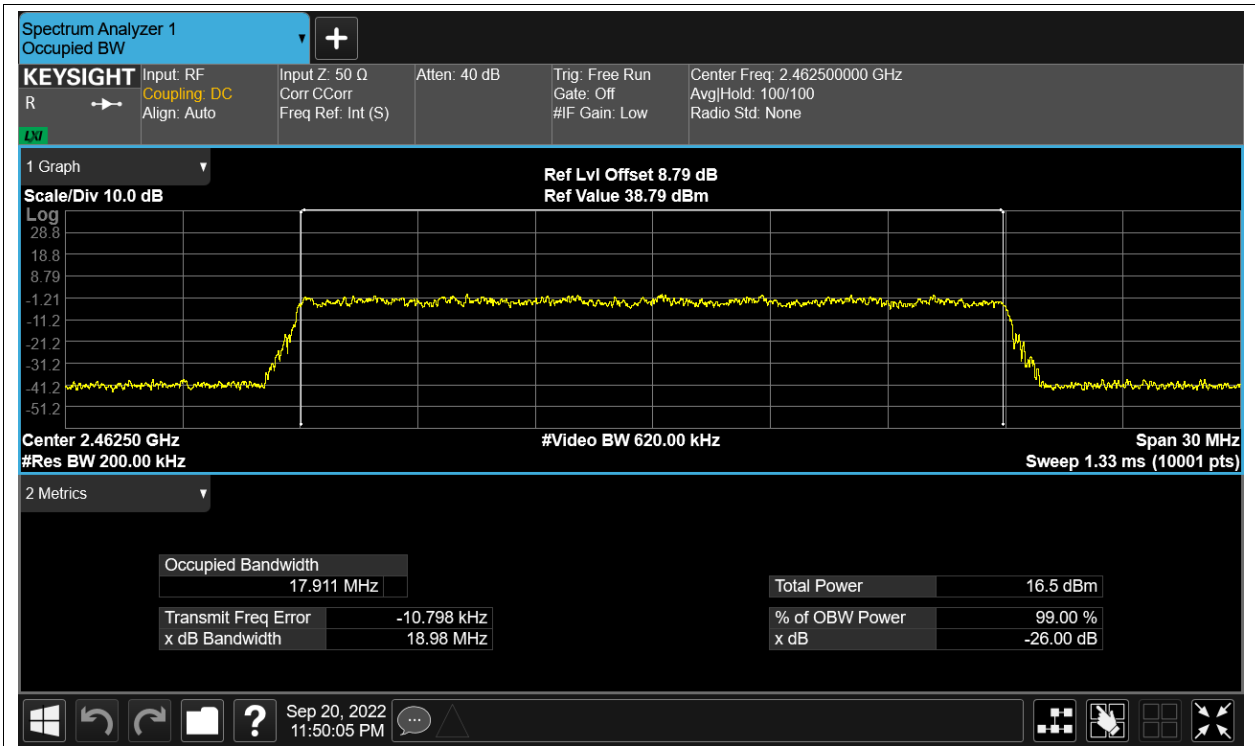 Spectrum Analyzer 1
Occupied BW
KEYSIGHT
R
LXI
Input: RF
Coupling: DC
Align: Auto
Input Z: 50 Ω
Corr CCorr
Freq Ref: Int (S)
Atten: 40 dB
Trig: Free Run
Gate: Off
#IF Gain: Low
Center Freq: 2.462500000 GHz
Avg|Hold: 100/100
Radio Std: None
1 Graph
Scale/Div 10.0 dB
Ref Lvl Offset 8.79 dB
Ref Value 38.79 dBm
Log
28.8
18.8
8.79
-1.21
-11.2
-21.2
-31.2
-41.2
-51.2
Center 2.46250 GHz
#Res BW 200.00 kHz
#Video BW 620.00 kHz
Span 30 MHz
Sweep 1.33 ms (10001 pts)
2 Metrics
Occupied Bandwidth
17.911 MHz
Transmit Freq Error -10.798 kHz
x dB Bandwidth 18.98 MHz
Total Power 16.5 dBm
% of OBW Power 99.00 %
x dB -26.00 dB
?
Sep 20, 2022
11:50:05 PM